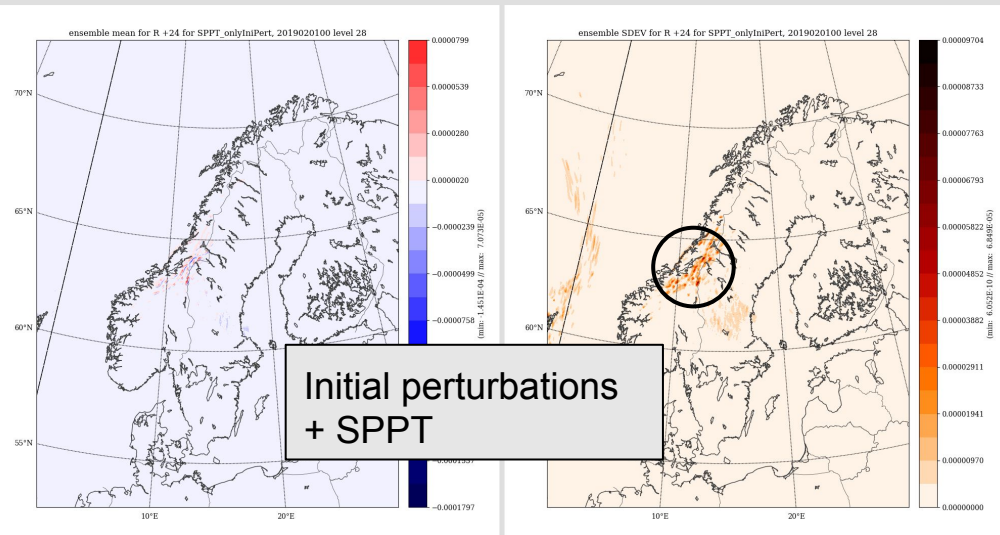 ensemble mean for R +24 for SPPT_onlyIniPert, 2019020100 level 28
70°N
65°N
60°N
55°N
10°E
20°E
0.0000799
0.0000539
0.0000280
0.0000020
−0.0000239
−0.0000499
−0.0000758
−0.0001797
(min: -1.451E-04 // max: 7.073E-05)
ensemble SDEV for R +24 for SPPT_onlyIniPert, 2019020100 level 28
70°N
65°N
60°N
55°N
10°E
20°E
0.00009704
0.00008733
0.00007763
0.00006793
0.00005822
0.00004852
0.00003882
0.00002911
0.00001941
0.00000970
0.00000000
(min: 6.052E-10 // max: 6.849E-05)
Initial perturbations
+ SPPT